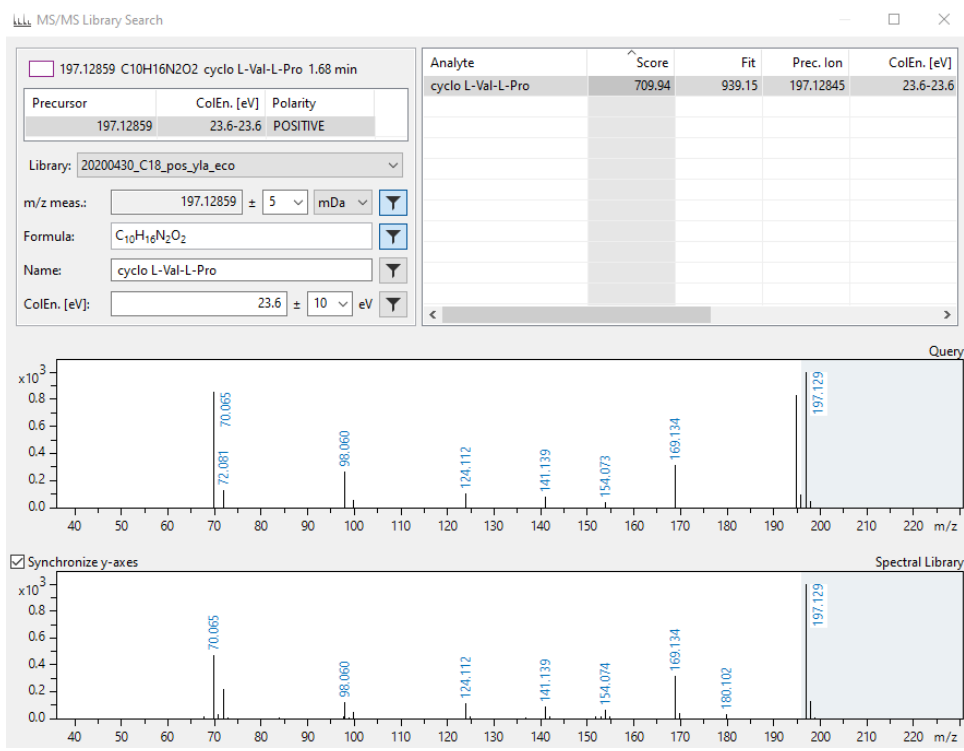 MS/MS Library Search
197.12859 C10H16N2O2 cyclo L-Val-L-Pro 1.68 min
Precursor ColEn. [eV] Polarity
197.12859 23.6-23.6 POSITIVE
Library: 20200430_C18_pos_yla_eco
m/z meas.: 197.12859 ± 5 mDa
Formula: C₁₀H₁₆N₂O₂
Name: cyclo L-Val-L-Pro
ColEn. [eV]: 23.6 ± 10 eV
Analyte Score Fit Prec. Ion ColEn. [eV]
cyclo L-Val-L-Pro 709.94 939.15 197.12845 23.6-23.6
Query
x10³
0.8
0.6
0.4
0.2
0.0
70.065
72.081
98.060
124.112
141.139
154.073
169.134
197.129
40 50 60 70 80 90 100 110 120 130 140 150 160 170 180 190 200 210 220 m/z
Synchronize y-axes
Spectral Library
x10³
0.8
0.6
0.4
0.2
0.0
70.065
98.060
124.112
141.139
154.074
169.134
180.102
197.129
40 50 60 70 80 90 100 110 120 130 140 150 160 170 180 190 200 210 220 m/z